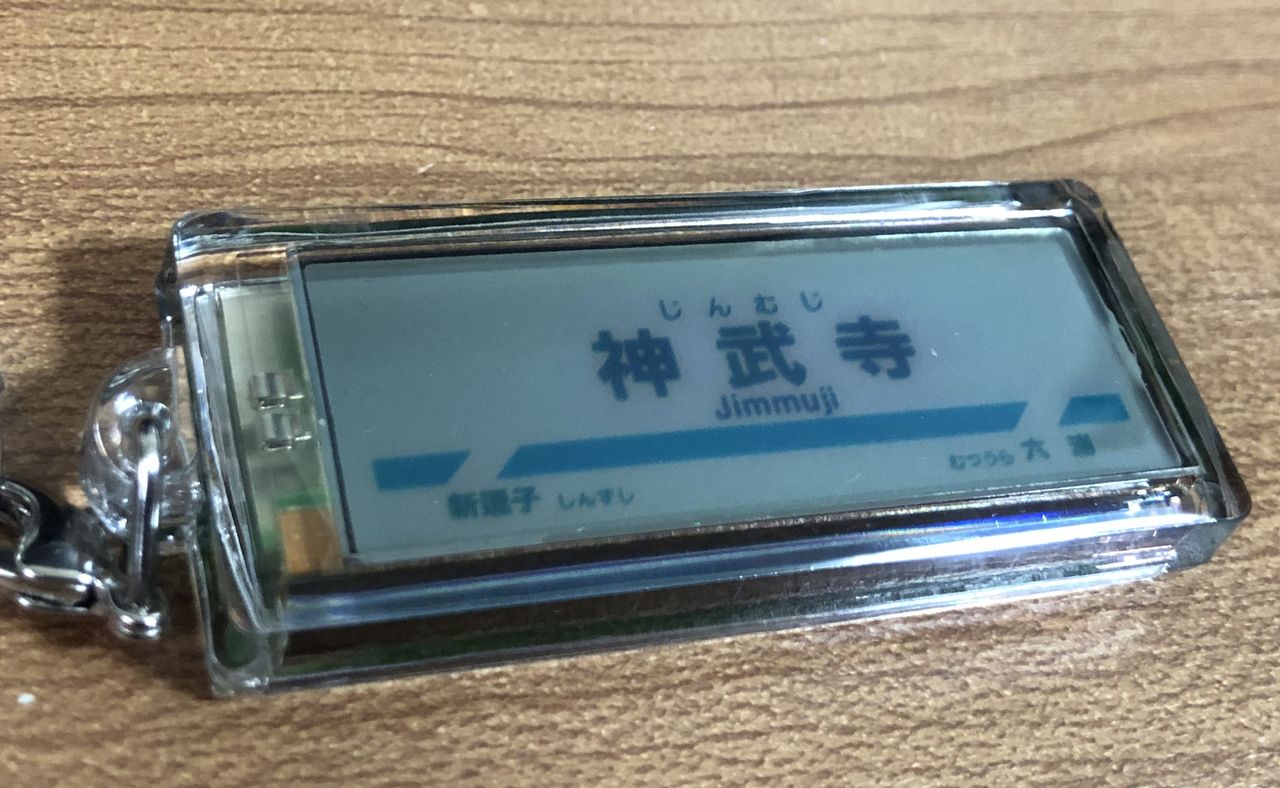 じんむじ
神武寺
Jimmuji
むつうら 六浦
新逗子 しんずし